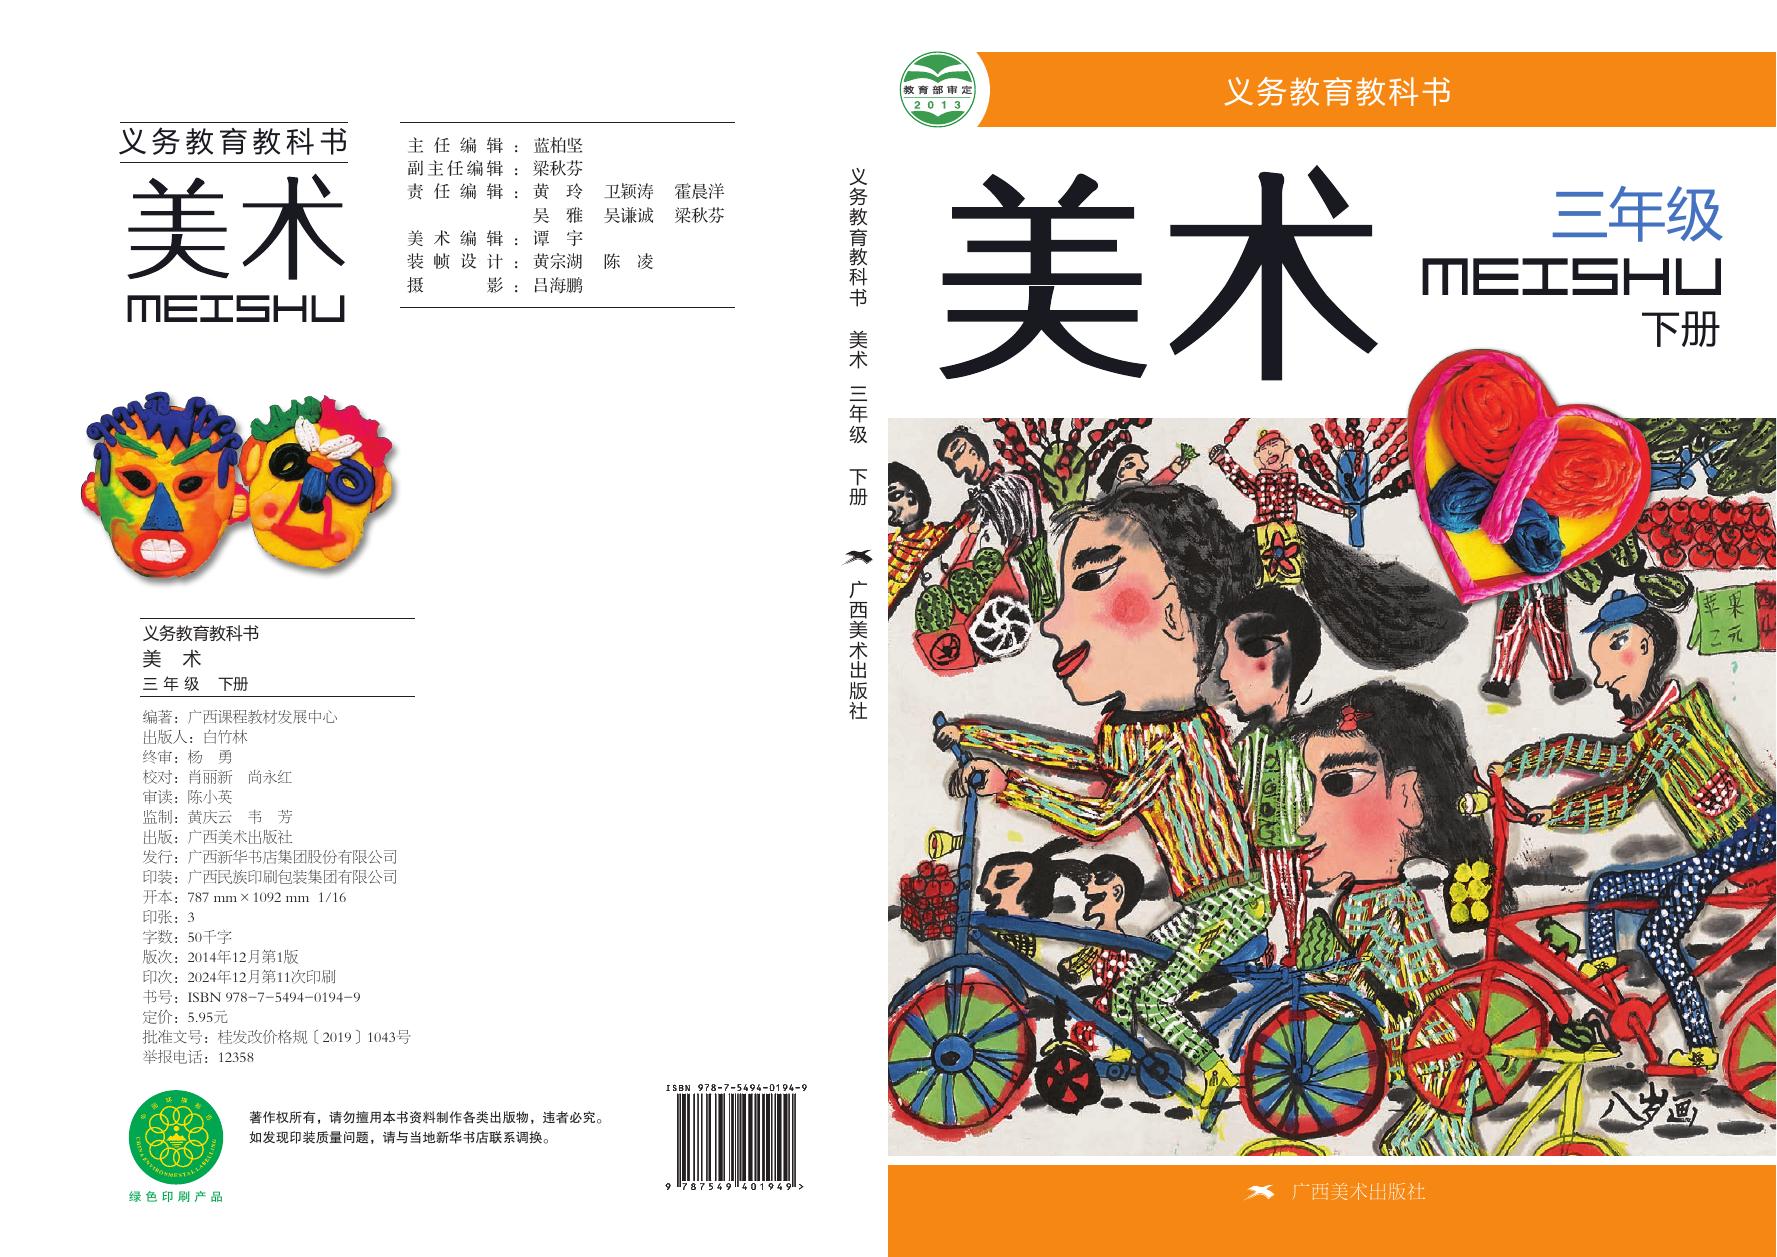 义务教育教科书
美术
MEISHU
主任编辑：蓝柏坚
副主任编辑：梁秋芬
责任编辑：黄 玲 卫颖涛 霍晨洋
吴 雅 吴谦诚 梁秋芬
美术编辑：谭 宇
装帧设计：黄宗湖 陈 凌
摄 影：吕海鹏
义务教育教科书
美 术
三年级 下册
编著：广西课程教材发展中心
出版人：白竹林
终审：杨 勇
校对：肖丽新 尚永红
审读：陈小英
监制：黄庆云 韦 芳
出版：广西美术出版社
发行：广西新华书店集团股份有限公司
印装：广西民族印刷包装集团有限公司
开本：787 mm×1092 mm 1/16
印张：3
字数：50千字
版次：2014年12月第1版
印次：2024年12月第11次印刷
书号：ISBN 978-7-5494-0194-9
定价：5.95元
批准文号：桂发改价格规〔2019〕1043号
举报电话：12358
中国环境标志
CHINA ENVIRONMENTAL LABELLING
绿色印刷产品
著作权所有，请勿擅用本书资料制作各类出版物，违者必究。
如发现印装质量问题，请与当地新华书店联系调换。
ISBN 978-7-5494-0194-9
9 787549 401949 >
义务教育教科书 美术 三年级 下册 广西美术出版社
教育部审定
2013
义务教育教科书
美术
三年级
MEISHU
下册
苹果
二元
八岁画
广西美术出版社